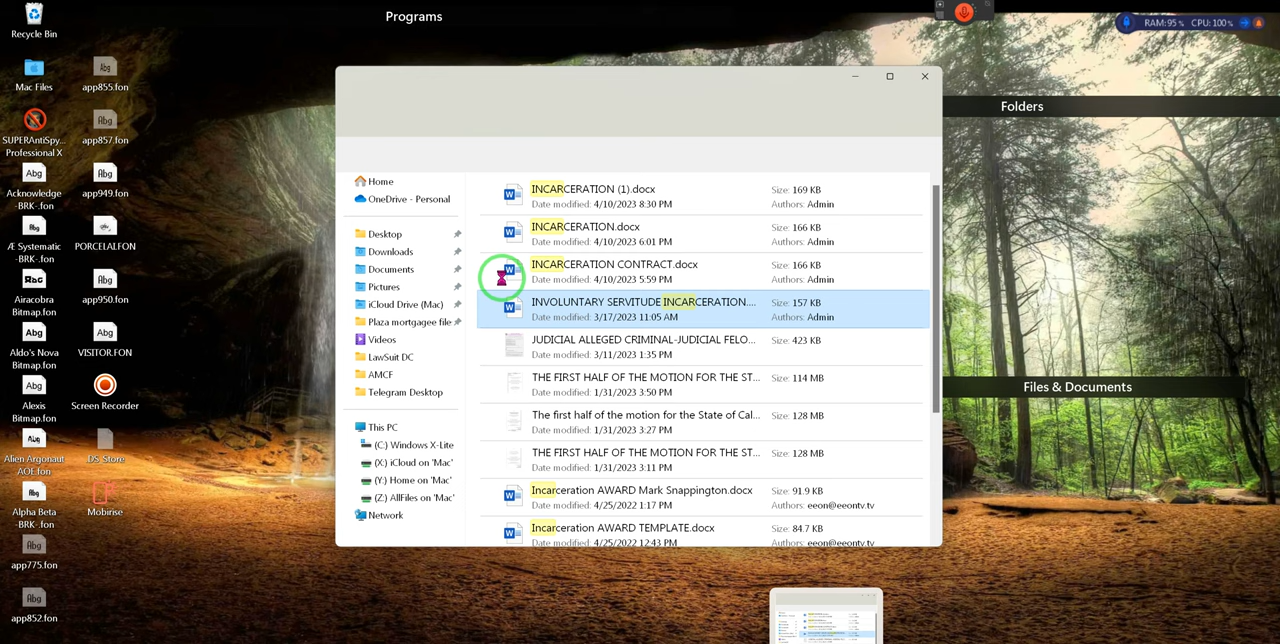 Programs
RAM: 95 % CPU: 100 %
Folders
Files & Documents
Recycle Bin
Mac Files
app855.fon
SUPERAntiSpy...
Professional X
app857.fon
Acknowledge
-BRK-.fon
app949.fon
Æ Systematic
-BRK-.fon
PORCELAI.FON
Airacobra
Bitmap.fon
app950.fon
Aldo's Nova
Bitmap.fon
VISITOR.FON
Alexis
Bitmap.fon
Screen Recorder
Alien Argonaut
AOE.fon
DS_Store
Alpha Beta
-BRK-.fon
Mobirise
app775.fon
app852.fon
Home
OneDrive - Personal
Desktop
Downloads
Documents
Pictures
iCloud Drive (Mac)
Plaza mortgagee file
Videos
LawSuit DC
AMCF
Telegram Desktop
This PC
(C:) Windows X-Lite
(X:) iCloud on 'Mac'
(Y:) Home on 'Mac'
(Z:) AllFiles on 'Mac'
Network
INCARCERATION (1).docx
Size: 169 KB
Date modified: 4/10/2023 8:30 PM
Authors: Admin
INCARCERATION.docx
Size: 166 KB
Date modified: 4/10/2023 6:01 PM
Authors: Admin
INCARCERATION CONTRACT.docx
Size: 166 KB
Date modified: 4/10/2023 5:59 PM
Authors: Admin
INVOLUNTARY SERVITUDE INCARCERATION....
Size: 157 KB
Date modified: 3/17/2023 11:05 AM
Authors: Admin
JUDICIAL ALLEGED CRIMINAL-JUDICIAL FELO...
Size: 423 KB
Date modified: 3/11/2023 1:35 PM
THE FIRST HALF OF THE MOTION FOR THE ST...
Size: 114 MB
Date modified: 1/31/2023 3:50 PM
The first half of the motion for the State of Cal...
Size: 128 MB
Date modified: 1/31/2023 3:27 PM
THE FIRST HALF OF THE MOTION FOR THE ST...
Size: 128 MB
Date modified: 1/31/2023 3:11 PM
Incarceration AWARD Mark Snappington.docx
Size: 91.9 KB
Date modified: 4/25/2022 1:17 PM
Authors: eeon@eeontv.tv
Incarceration AWARD TEMPLATE.docx
Size: 84.7 KB
Date modified: 4/25/2022 12:43 PM
Authors: eeon@eeontv.tv